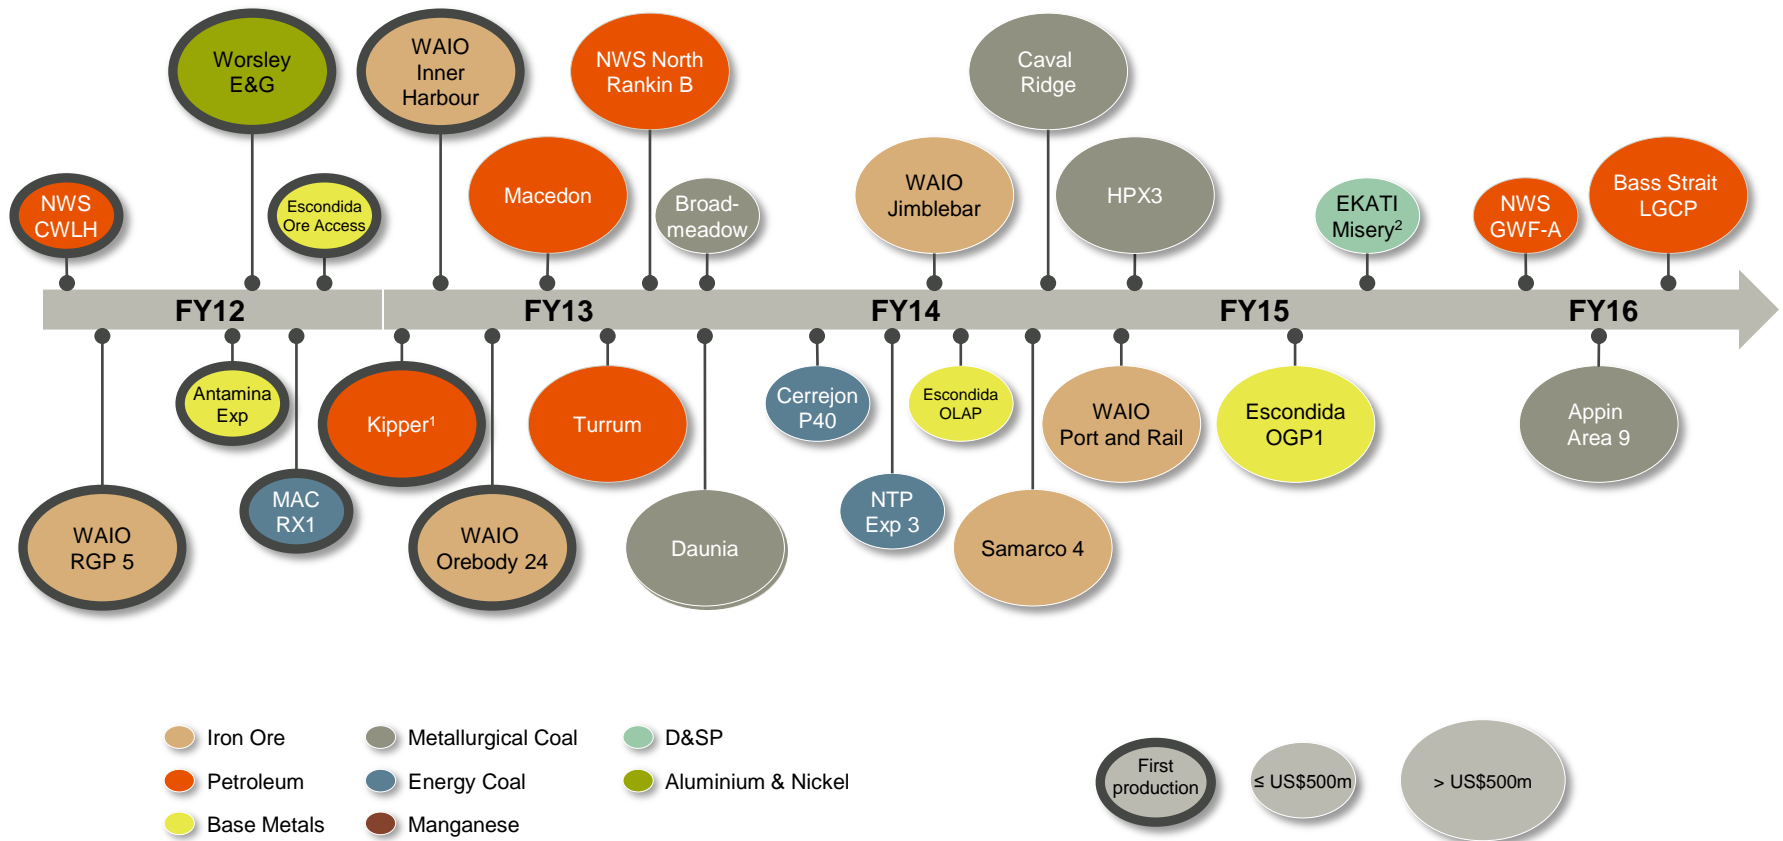 Worsley
E&G
WAIO
Inner
Harbour
NWS North
Rankin B
Caval
Ridge
NWS
CWLH
Escondida
Ore Access
Macedon
Broad-
meadow
WAIO
Jimblebar
HPX3
EKATI
Misery²
NWS
GWF-A
Bass Strait
LGCP
FY12
FY13
FY14
FY15
FY16
Antamina
Exp
Kipper¹
Turrum
Cerrejon
P40
Escondida
OLAP
WAIO
Port and Rail
Escondida
OGP1
Appin
Area 9
WAIO
RGP 5
MAC
RX1
WAIO
Orebody 24
Daunia
NTP
Exp 3
Samarco 4
Iron Ore
Metallurgical Coal
D&SP
Petroleum
Energy Coal
Aluminium & Nickel
Base Metals
Manganese
First
production
≤ US$500m
> US$500m